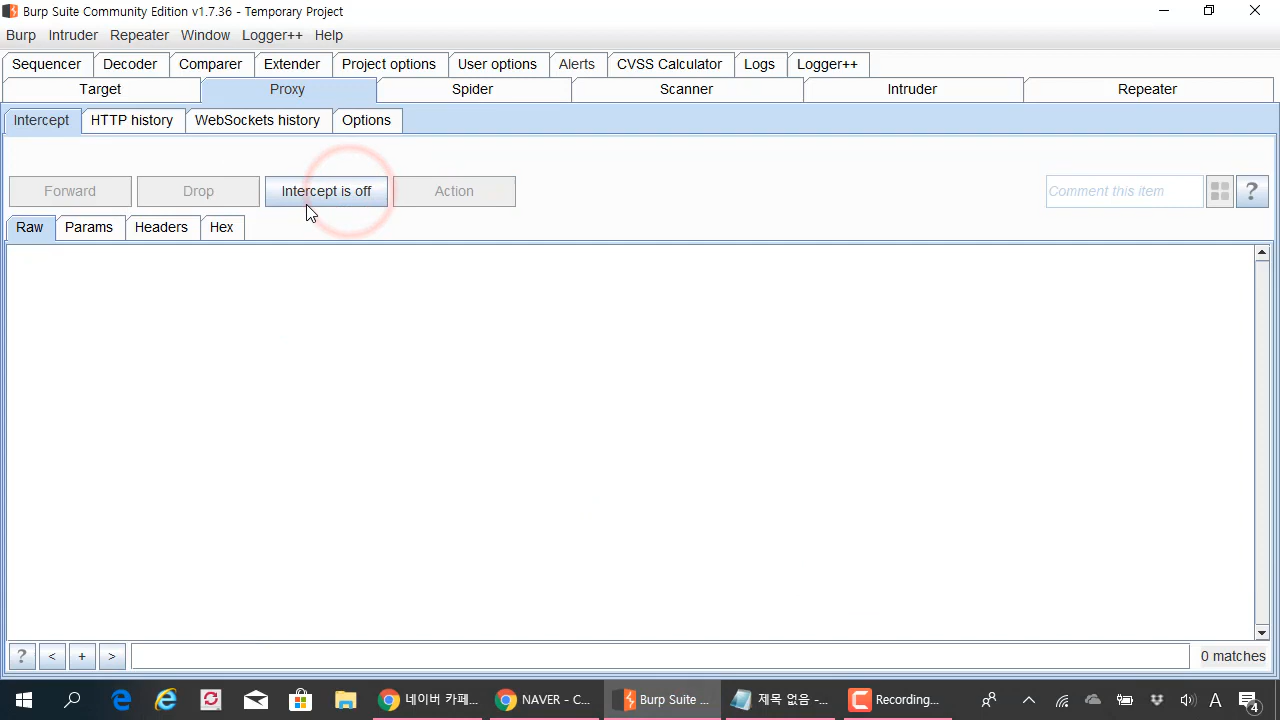 Burp Suite Community Edition v1.7.36 - Temporary Project
Burp Intruder Repeater Window Logger++ Help
Sequencer Decoder Comparer Extender Project options User options Alerts CVSS Calculator Logs Logger++
Target Proxy Spider Scanner Intruder Repeater
Intercept HTTP history WebSockets history Options
Forward Drop Intercept is off Action Comment this item ?
Raw Params Headers Hex
? < + > 0 matches
네이버 카페... NAVER - C... Burp Suite ... 제목 없음 -... Recording... A 4